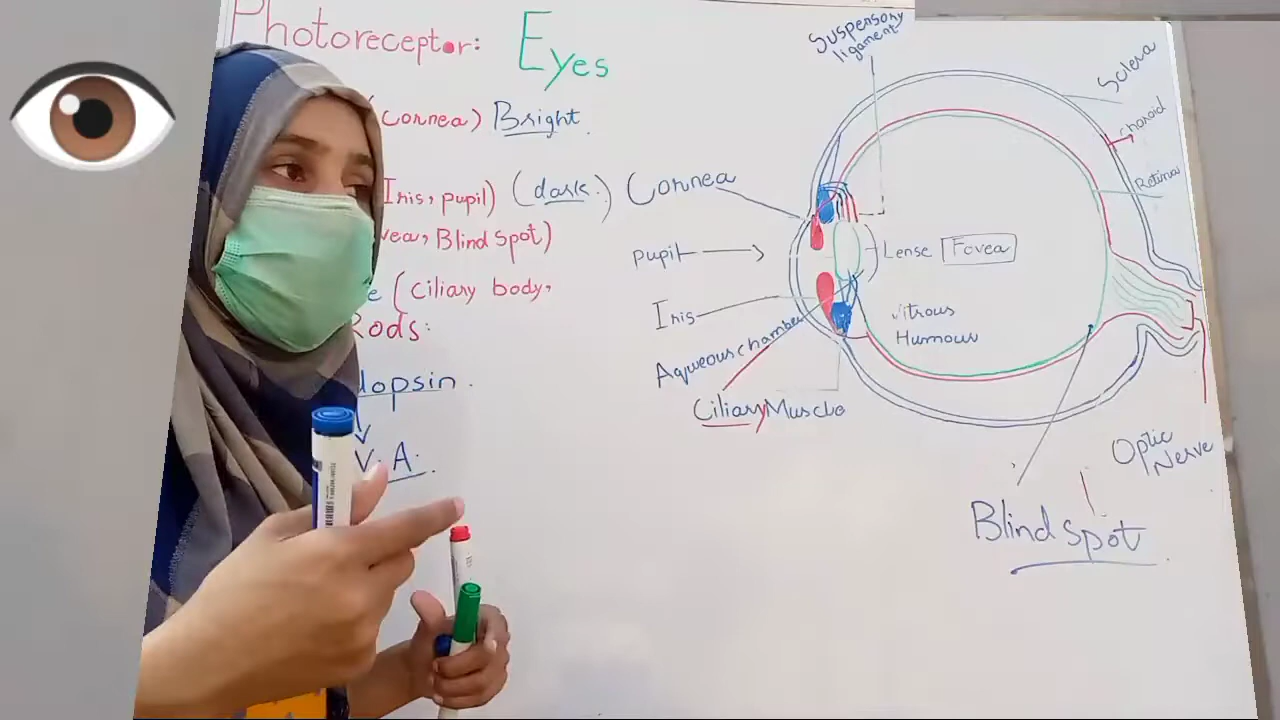 Photoreceptor: Eyes
(Cornea) Bright.
Iris, pupil) (dark.)
vea, Blind spot)
e (Ciliary body,
Rods:
dopsin.
V. A.
Suspensory
ligament
Sclera
Choroid
Retina
Cornea
pupil
Lense Fovea
Iris
Vitrous
Humous
Aqueous chamber
Ciliary Muscle
Optic
Nerve
Blind spot